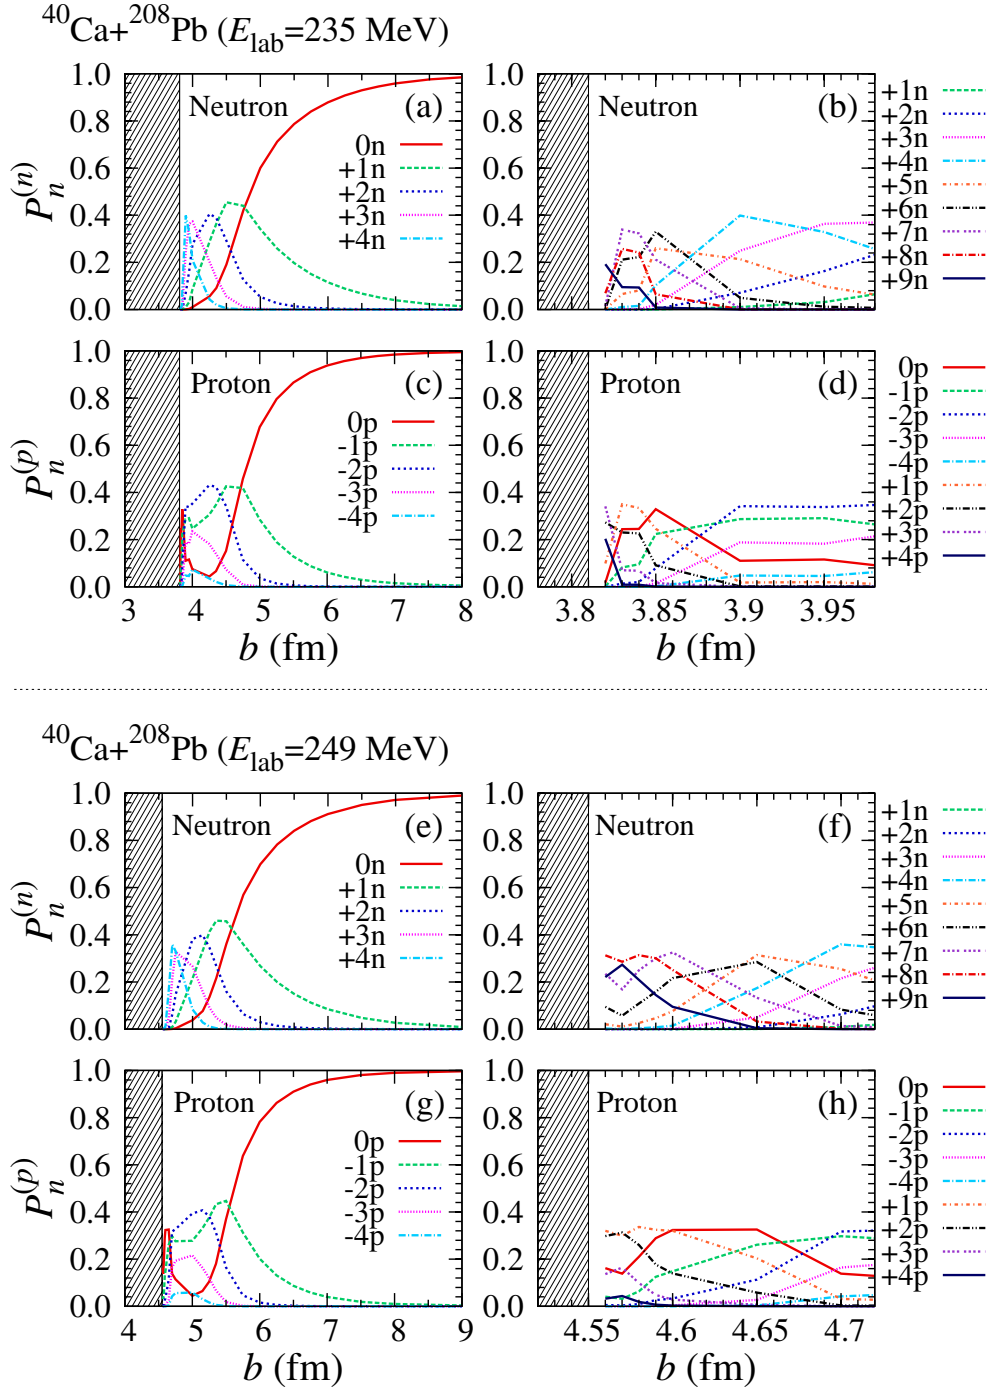 ⁴⁰Ca+²⁰⁸Pb (E_lab=235 MeV)
1.0
0.8
0.6
0.4
0.2
0.0
P_n^(n)
Neutron
(a)
0n
+1n
+2n
+3n
+4n
1.0
0.8
0.6
0.4
0.2
0.0
Neutron
(b)
+1n
+2n
+3n
+4n
+5n
+6n
+7n
+8n
+9n
1.0
0.8
0.6
0.4
0.2
0.0
P_n^(p)
Proton
(c)
0p
-1p
-2p
-3p
-4p
3 4 5 6 7 8
b (fm)
1.0
0.8
0.6
0.4
0.2
0.0
Proton
(d)
0p
-1p
-2p
-3p
-4p
+1p
+2p
+3p
+4p
3.8 3.85 3.9 3.95
b (fm)
⁴⁰Ca+²⁰⁸Pb (E_lab=249 MeV)
1.0
0.8
0.6
0.4
0.2
0.0
P_n^(n)
Neutron
(e)
0n
+1n
+2n
+3n
+4n
1.0
0.8
0.6
0.4
0.2
0.0
Neutron
(f)
+1n
+2n
+3n
+4n
+5n
+6n
+7n
+8n
+9n
1.0
0.8
0.6
0.4
0.2
0.0
P_n^(p)
Proton
(g)
0p
-1p
-2p
-3p
-4p
4 5 6 7 8 9
b (fm)
1.0
0.8
0.6
0.4
0.2
0.0
Proton
(h)
0p
-1p
-2p
-3p
-4p
+1p
+2p
+3p
+4p
4.55 4.6 4.65 4.7
b (fm)